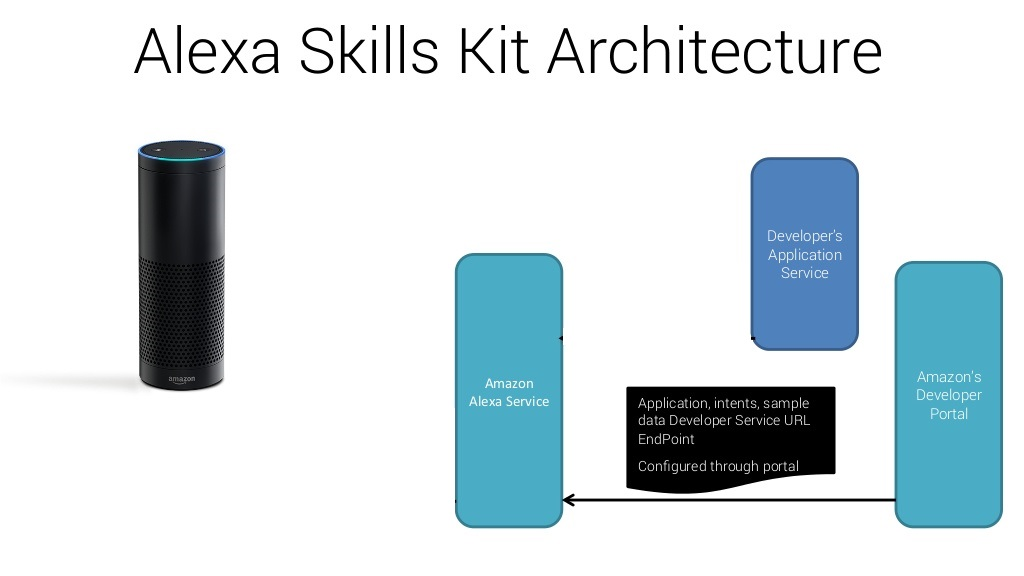 Alexa Skills Kit Architecture
Developer's
Application
Service
amazon
Amazon
Alexa Service
Amazon's
Developer
Portal
Application, intents, sample
data Developer Service URL
EndPoint
Configured through portal